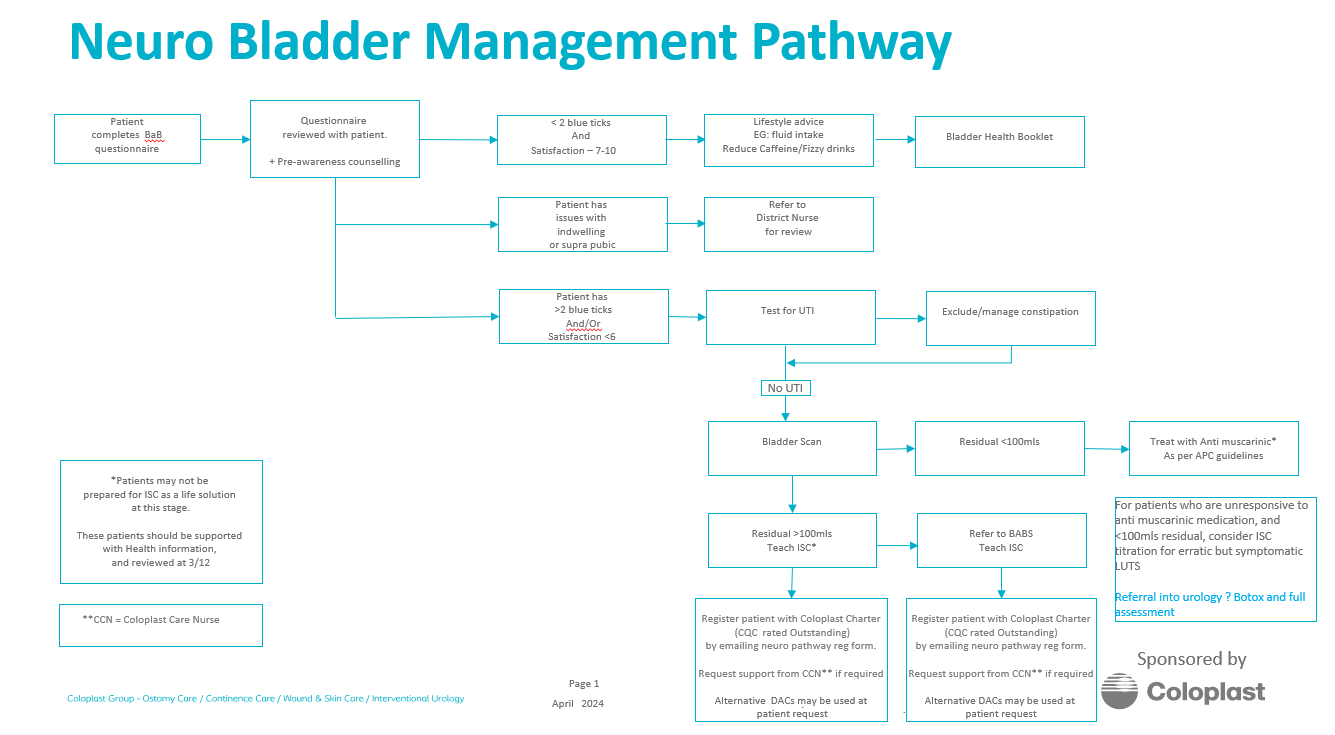 Neuro Bladder Management Pathway
Patient
completes BaB
questionnaire
Questionnaire
reviewed with patient.
+ Pre-awareness counselling
< 2 blue ticks
And
Satisfaction – 7-10
Lifestyle advice
EG: fluid intake
Reduce Caffeine/Fizzy drinks
Bladder Health Booklet
Patient has
issues with
indwelling
or supra pubic
Refer to
District Nurse
for review
Patient has
>2 blue ticks
And/Or
Satisfaction <6
Test for UTI
Exclude/manage constipation
No UTI
Bladder Scan
Residual <100mls
Treat with Anti muscarinic*
As per APC guidelines
*Patients may not be
prepared for ISC as a life solution
at this stage.
These patients should be supported
with Health information,
and reviewed at 3/12
Residual >100mls
Teach ISC*
Refer to BABS
Teach ISC
For patients who are unresponsive to
anti muscarinic medication, and
<100mls residual, consider ISC
titration for erratic but symptomatic
LUTS
Referral into urology ? Botox and full
assessment
**CCN = Coloplast Care Nurse
Register patient with Coloplast Charter
(CQC rated Outstanding)
by emailing neuro pathway reg form.
Request support from CCN** if required
Alternative DACs may be used at
patient request
Register patient with Coloplast Charter
(CQC rated Outstanding)
by emailing neuro pathway reg form.
Request support from CCN** if required
Alternative DACs may be used at
patient request
Sponsored by
Coloplast
Coloplast Group - Ostomy Care / Continence Care / Wound & Skin Care / Interventional Urology
Page 1
April 2024